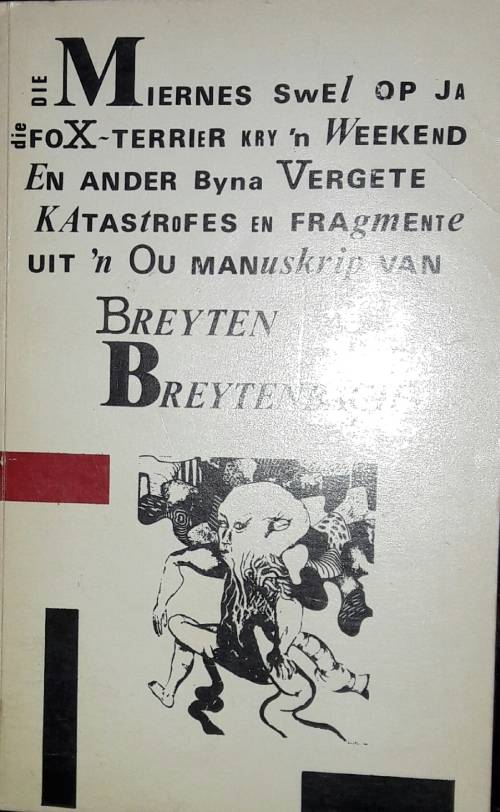 DIE MIERNES SWEl OP JA
die FOX-TERRIER KRY 'n WEEKEND
EN ANDER Byna VERGETE
KATAStROFES EN FRAgmENTe
UIT 'n OU MANuskrip VAN
BREYTEN
BREYTENBACH